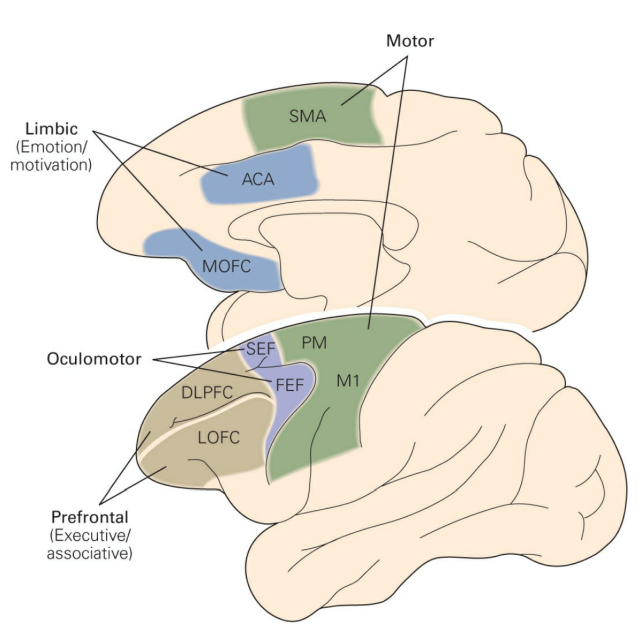 Motor
SMA
Limbic
(Emotion/
motivation)
ACA
MOFC
Oculomotor
SEF
PM
FEF
M1
DLPFC
LOFC
Prefrontal
(Executive/
associative)